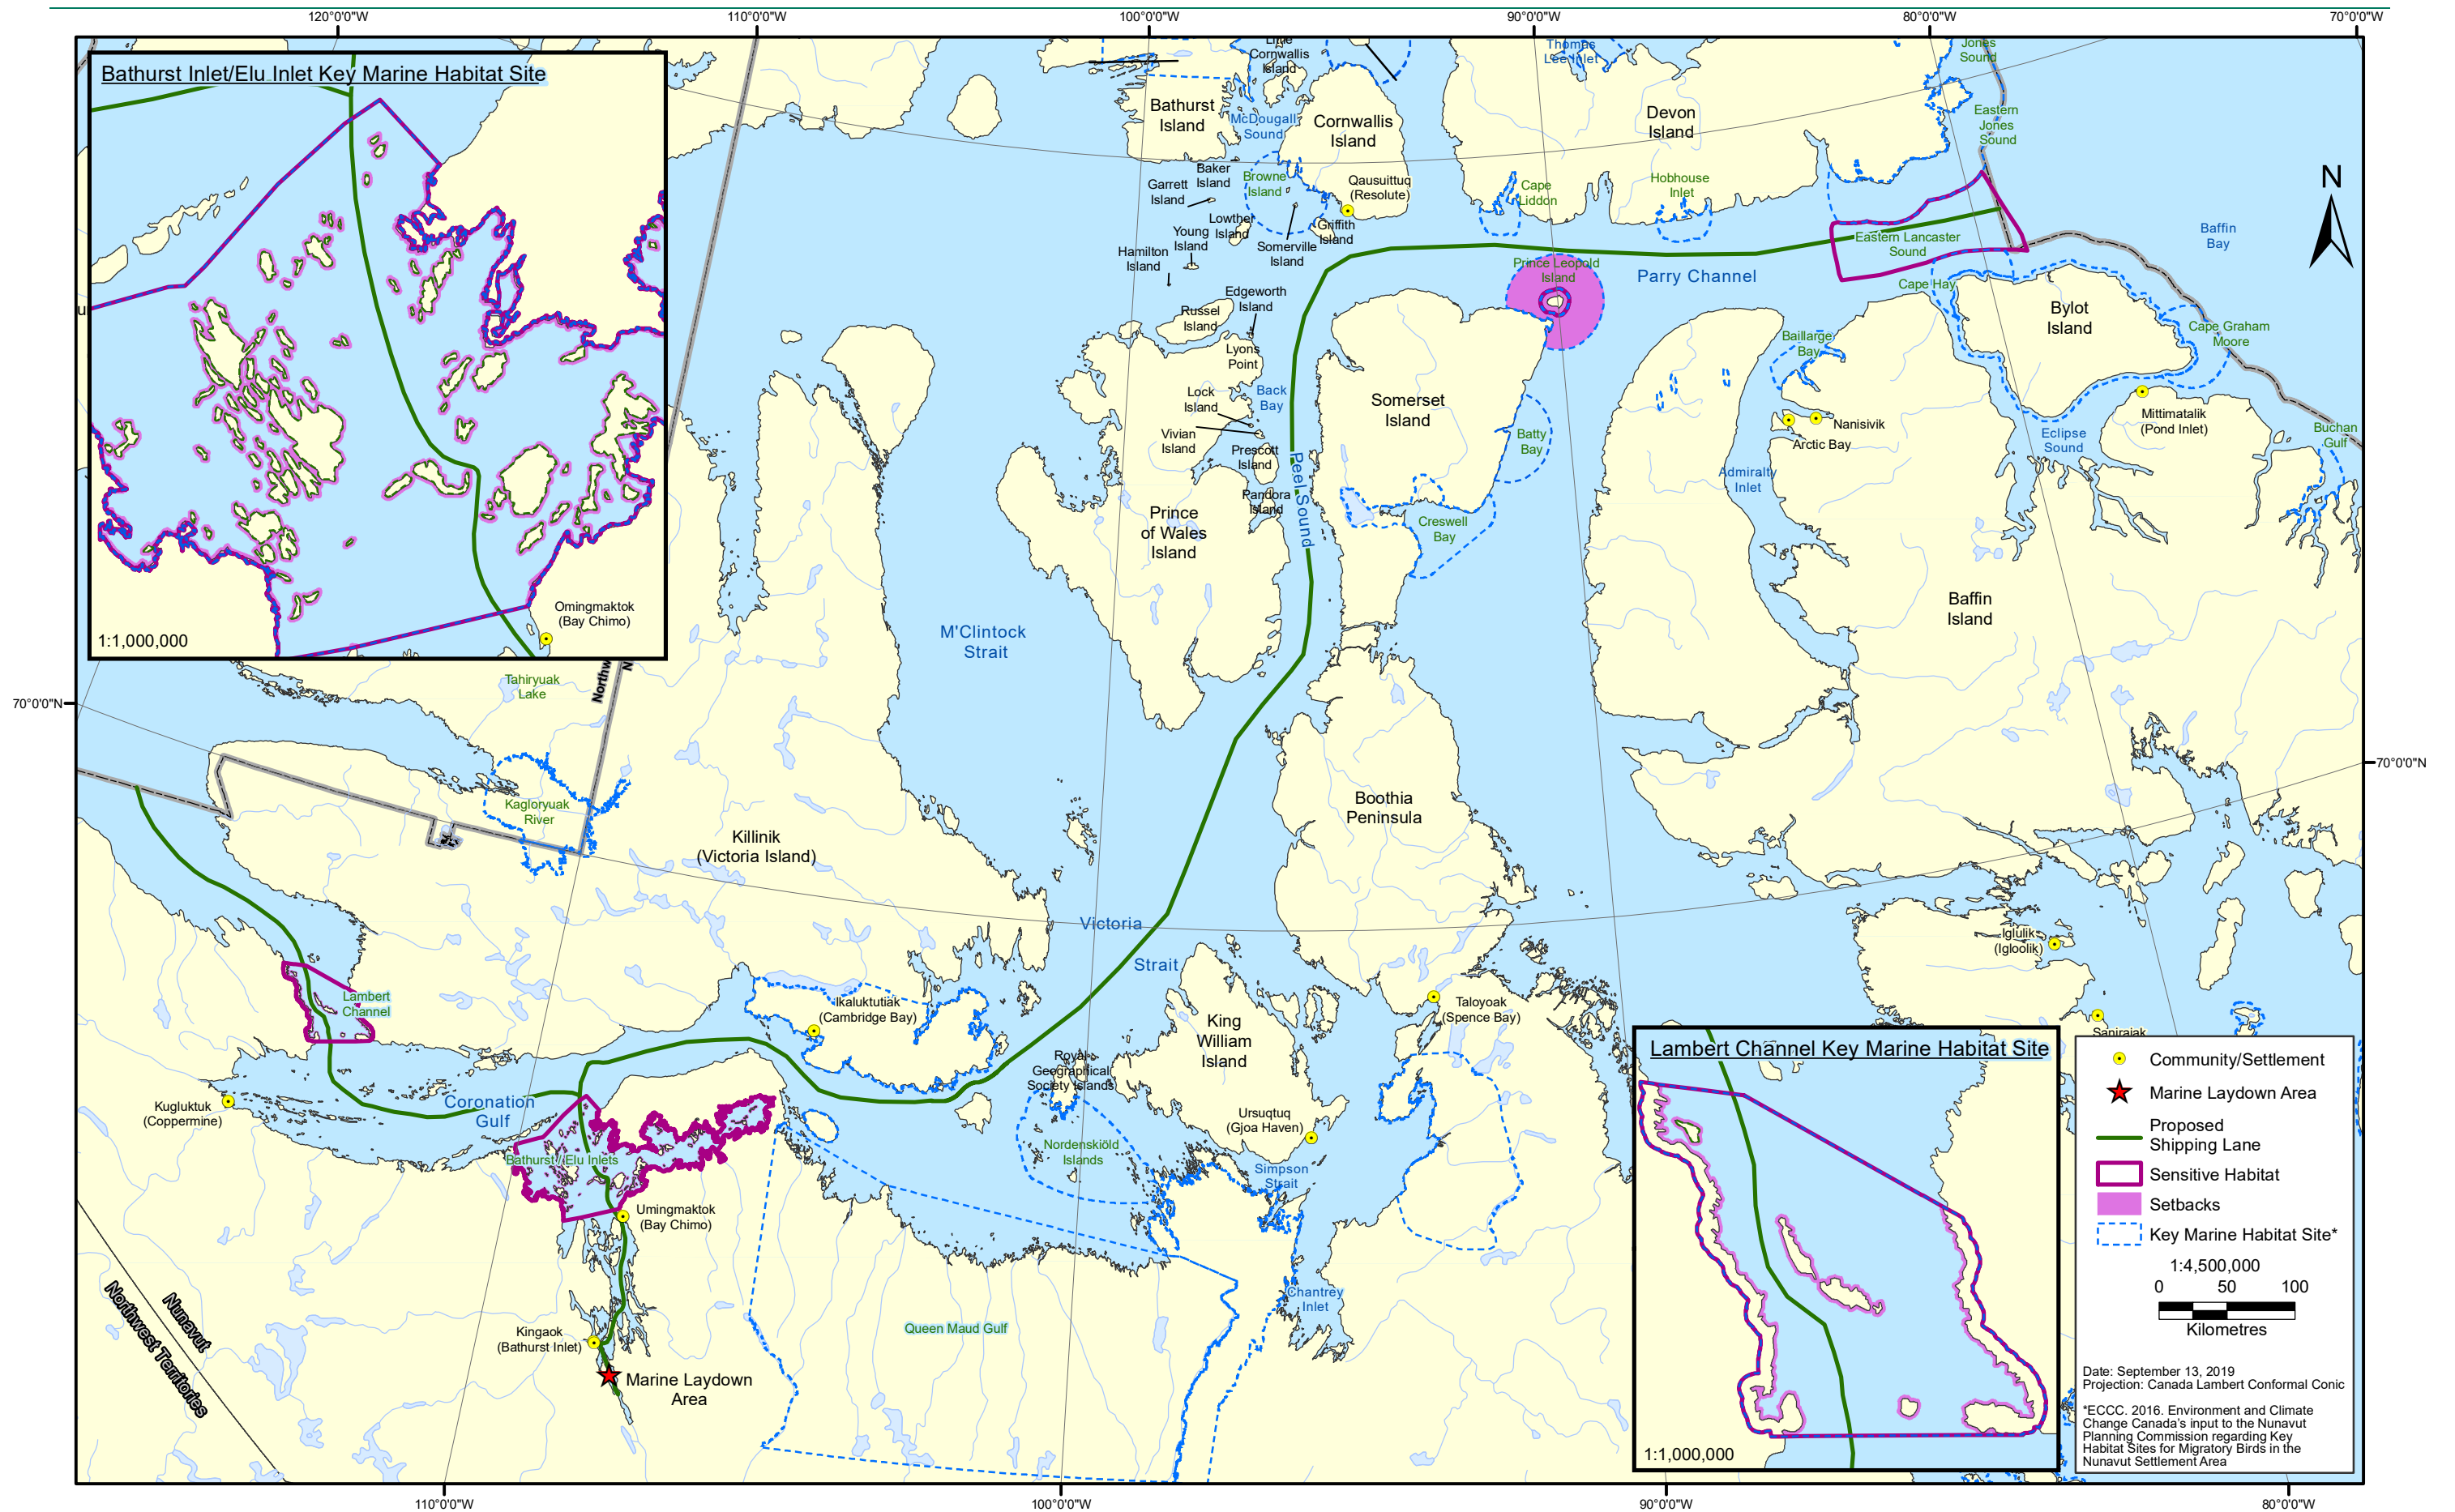 120°0'0"W
110°0'0"W
100°0'0"W
90°0'0"W
80°0'0"W
70°0'0"W
Bathurst Inlet/Elu Inlet Key Marine Habitat Site
Omingmaktok
(Bay Chimo)
1:1,000,000
Little
Cornwallis
Island
Bathurst
Island
McDougall
Sound
Cornwallis
Island
Thomas
Lee Inlet
Devon
Island
Jones
Sound
Eastern
Jones
Sound
N
Baker
Island
Garrett
Island
Browne
Island
Qausuittuq
(Resolute)
Cape
Liddon
Hobhouse
Inlet
Lowther
Island
Young
Island
Griffith
Island
Somerville
Island
Hamilton
Island
Eastern Lancaster
Sound
Baffin
Bay
Prince Leopold
Island
Parry Channel
Cape Hay
Edgeworth
Island
Russel
Island
Bylot
Island
Cape Graham
Moore
Lyons
Point
Baillarge
Bay
Back
Bay
Lock
Island
Somerset
Island
Vivian
Island
Prescott
Island
Batty
Bay
Nanisivik
Arctic Bay
Mittimatalik
(Pond Inlet)
Eclipse
Sound
Buchan
Gulf
Peel Sound
Admiralty
Inlet
Pandora
Island
Prince
of Wales
Island
Creswell
Bay
M'Clintock
Strait
Baffin
Island
Tahiryuak
Lake
70°0'0"N
70°0'0"N
Kagloryuak
River
Killinik
(Victoria Island)
Boothia
Peninsula
Victoria
Strait
Iglulik
(Igloolik)
Lambert
Channel
Ikaluktutiak
(Cambridge Bay)
Taloyoak
(Spence Bay)
King
William
Island
Royal
Geographical
Society Islands
Sanirajak
Kugluktuk
(Coppermine)
Coronation
Gulf
Ursuqtuq
(Gjoa Haven)
Nordenskiöld
Islands
Bathurst / Elu Inlets
Simpson
Strait
Umingmaktok
(Bay Chimo)
Chantrey
Inlet
Queen Maud Gulf
Kingaok
(Bathurst Inlet)
Marine Laydown
Area
Nunavut
Northwest Territories
Lambert Channel Key Marine Habitat Site
1:1,000,000
Community/Settlement
Marine Laydown Area
Proposed
Shipping Lane
Sensitive Habitat
Setbacks
Key Marine Habitat Site*
1:4,500,000
0 50 100
Kilometres
Date: September 13, 2019
Projection: Canada Lambert Conformal Conic
*ECCC. 2016. Environment and Climate
Change Canada's input to the Nunavut
Planning Commission regarding Key
Habitat Sites for Migratory Birds in the
Nunavut Settlement Area
110°0'0"W
100°0'0"W
90°0'0"W
80°0'0"W